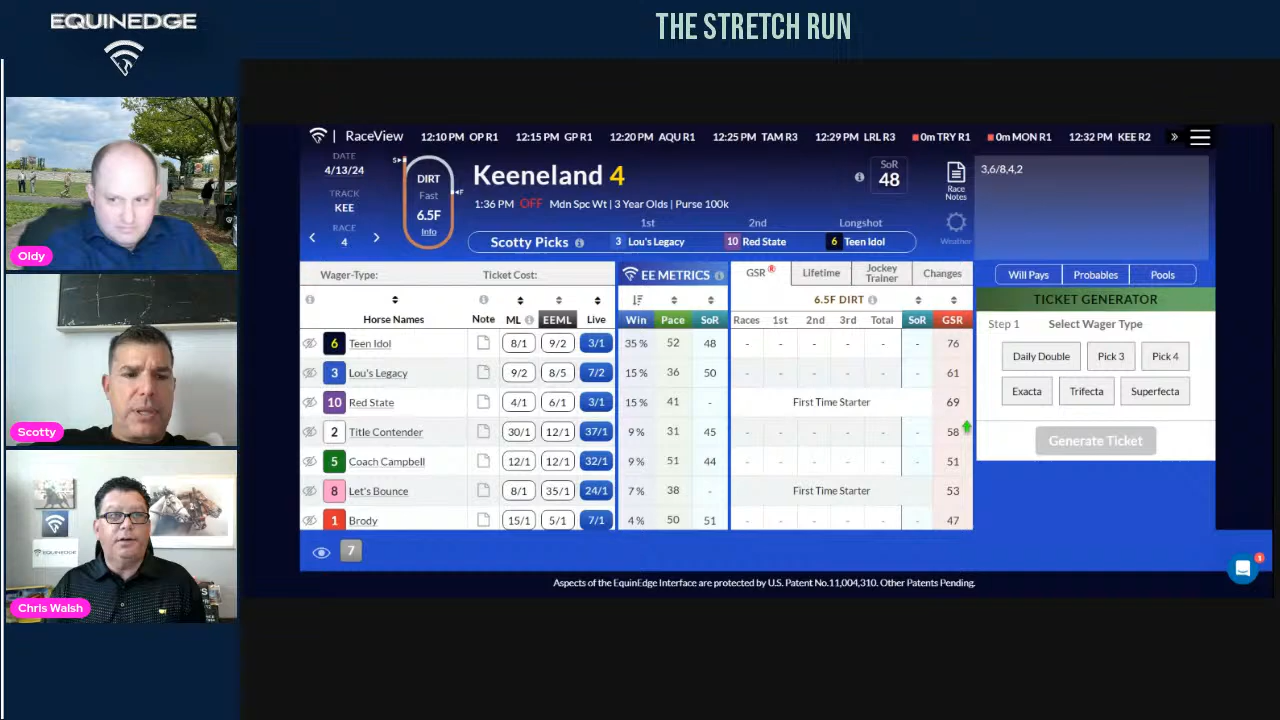 EQUINEDGE
THE STRETCH RUN
Oldy
Scotty
EQUINEDGE
Chris Walsh
RaceView
12:10 PM OP R1
12:15 PM GP R1
12:20 PM AQU R1
12:25 PM TAM R3
12:29 PM LRL R3
0m TRY R1
0m MON R1
12:32 PM KEE R2
»
DATE
4/13/24
TRACK
KEE
RACE
4
S
DIRT
Fast
6.5F
Info
F
Keeneland 4
1:36 PM OFF Mdn Spc Wt | 3 Year Olds | Purse 100k
SoR
48
Race
Notes
Weather
3,6/8,4,2
1st 2nd Longshot
Scotty Picks 3 Lou's Legacy 10 Red State 6 Teen Idol
Wager-Type: Ticket Cost:
EE METRICS
GSR®
Lifetime
Jockey
Trainer
Changes
6.5F DIRT
Horse Names Note ML EEML Live Win Pace SoR Races 1st 2nd 3rd Total SoR GSR
6 Teen Idol 8/1 9/2 3/1 35 % 52 48 - - - - - - 76
3 Lou's Legacy 9/2 8/5 7/2 15 % 36 50 - - - - - - 61
10 Red State 4/1 6/1 3/1 15 % 41 - First Time Starter 69
2 Title Contender 30/1 12/1 37/1 9 % 31 45 - - - - - - 58
5 Coach Campbell 12/1 12/1 32/1 9 % 51 44 - - - - - - 51
8 Let's Bounce 8/1 35/1 24/1 7 % 38 - First Time Starter 53
1 Brody 15/1 5/1 7/1 4 % 50 51 - - - - - - 47
7
Will Pays Probables Pools
TICKET GENERATOR
Step 1 Select Wager Type
Daily Double Pick 3 Pick 4
Exacta Trifecta Superfecta
Generate Ticket
1
Aspects of the EquinEdge Interface are protected by U.S. Patent No.11,004,310. Other Patents Pending.